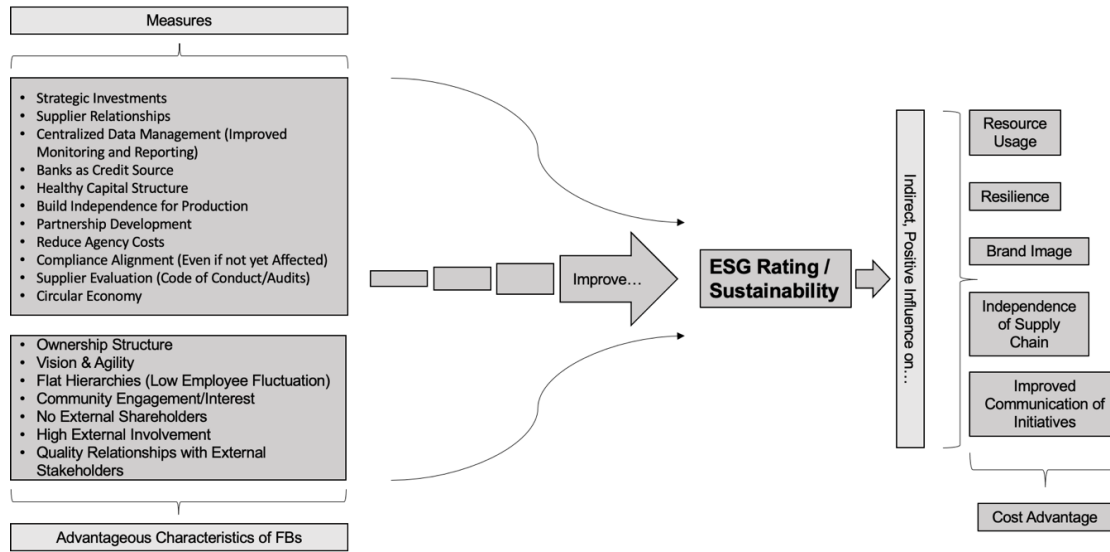 Measures
• Strategic Investments
• Supplier Relationships
• Centralized Data Management (Improved
Monitoring and Reporting)
• Banks as Credit Source
• Healthy Capital Structure
• Build Independence for Production
• Partnership Development
• Reduce Agency Costs
• Compliance Alignment (Even if not yet Affected)
• Supplier Evaluation (Code of Conduct/Audits)
• Circular Economy
• Ownership Structure
• Vision & Agility
• Flat Hierarchies (Low Employee Fluctuation)
• Community Engagement/Interest
• No External Shareholders
• High External Involvement
• Quality Relationships with External
Stakeholders
Advantageous Characteristics of FBs
Improve…
ESG Rating /
Sustainability
Indirect, Positive Influence
on…
Resource
Usage
Resilience
Brand Image
Independence
of Supply
Chain
Improved
Communication of
Initiatives
Cost Advantage